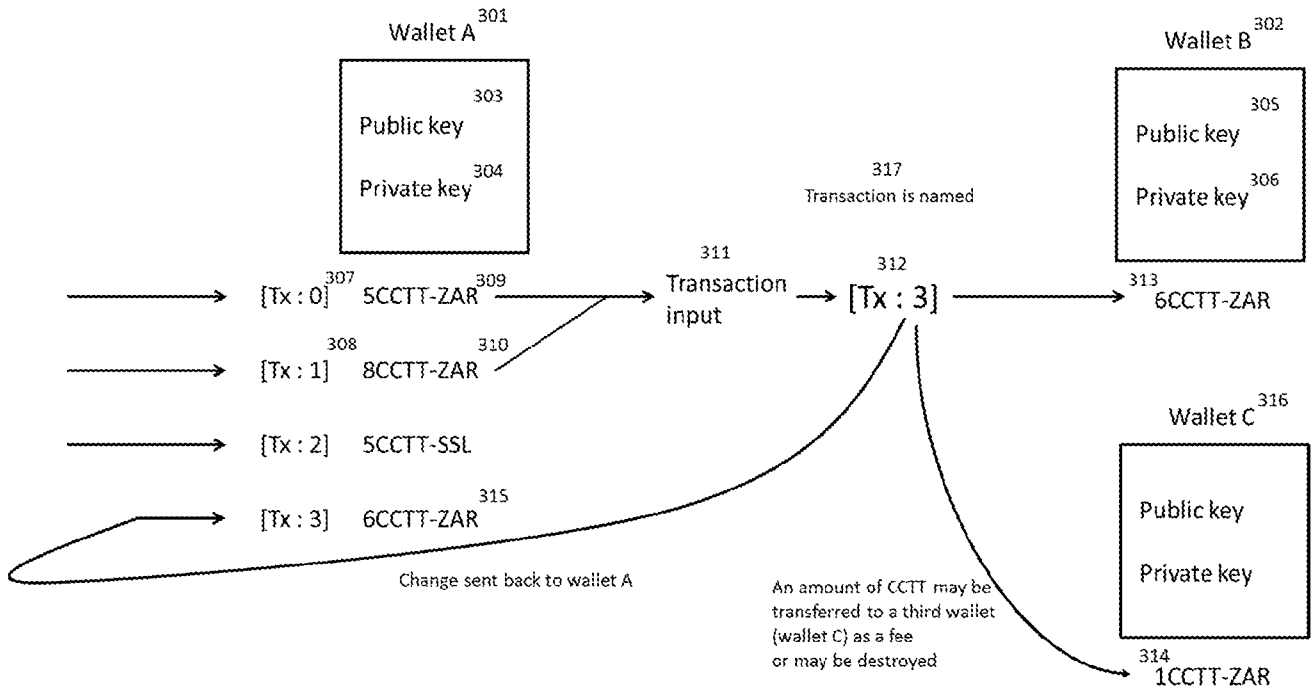 Wallet A 301
Wallet B 302
Public key 303
Private key 304
Public key 305
Private key 306
317
Transaction is named
[Tx : 0] 307 5CCTT-ZAR 309
311
Transaction
input
312
[Tx : 3]
313
6CCTT-ZAR
[Tx : 1] 308 8CCTT-ZAR 310
[Tx : 2] 5CCTT-SSL
Wallet C 316
[Tx : 3] 6CCTT-ZAR 315
Public key
Private key
Change sent back to wallet A
An amount of CCTT may be
transferred to a third wallet
(wallet C) as a fee
or may be destroyed
314
1CCTT-ZAR